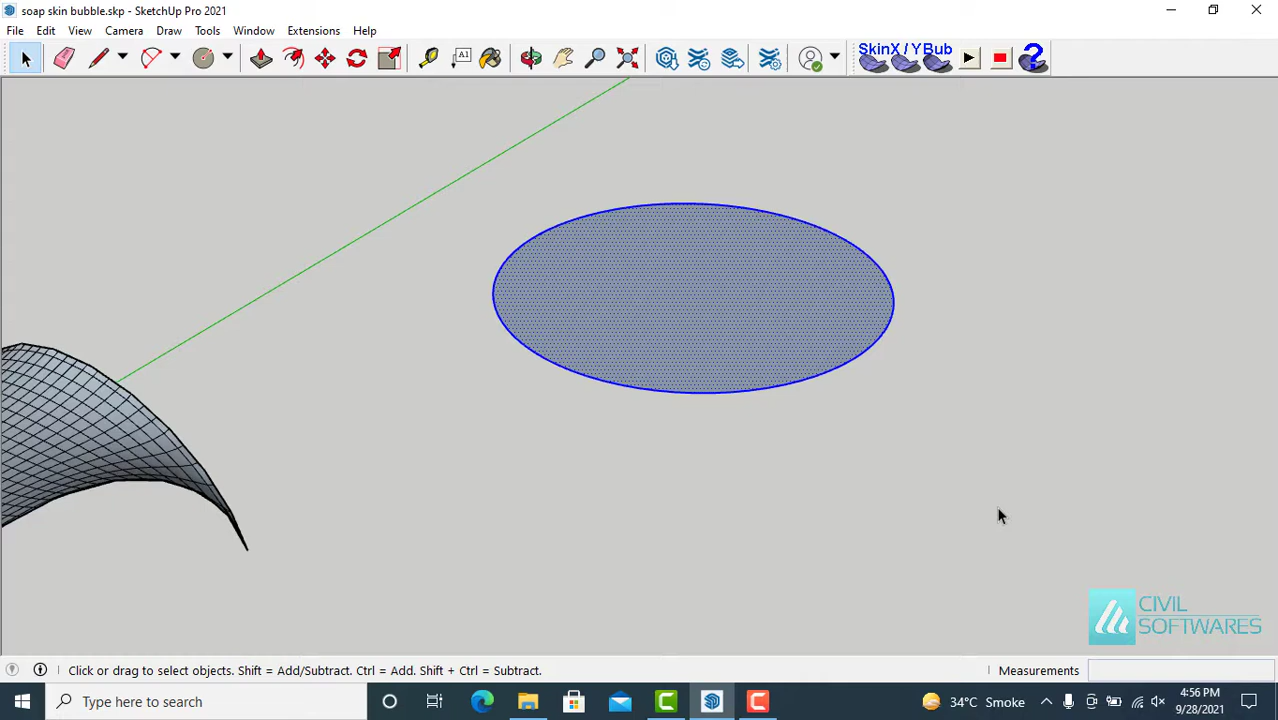 soap skin bubble.skp - SketchUp Pro 2021
File Edit View Camera Draw Tools Window Extensions Help
A1
SkinX / YBub
?
CIVIL
SOFTWARES
Click or drag to select objects. Shift = Add/Subtract. Ctrl = Add. Shift + Ctrl = Subtract.
Measurements
Type here to search
34°C Smoke
4:56 PM
9/28/2021